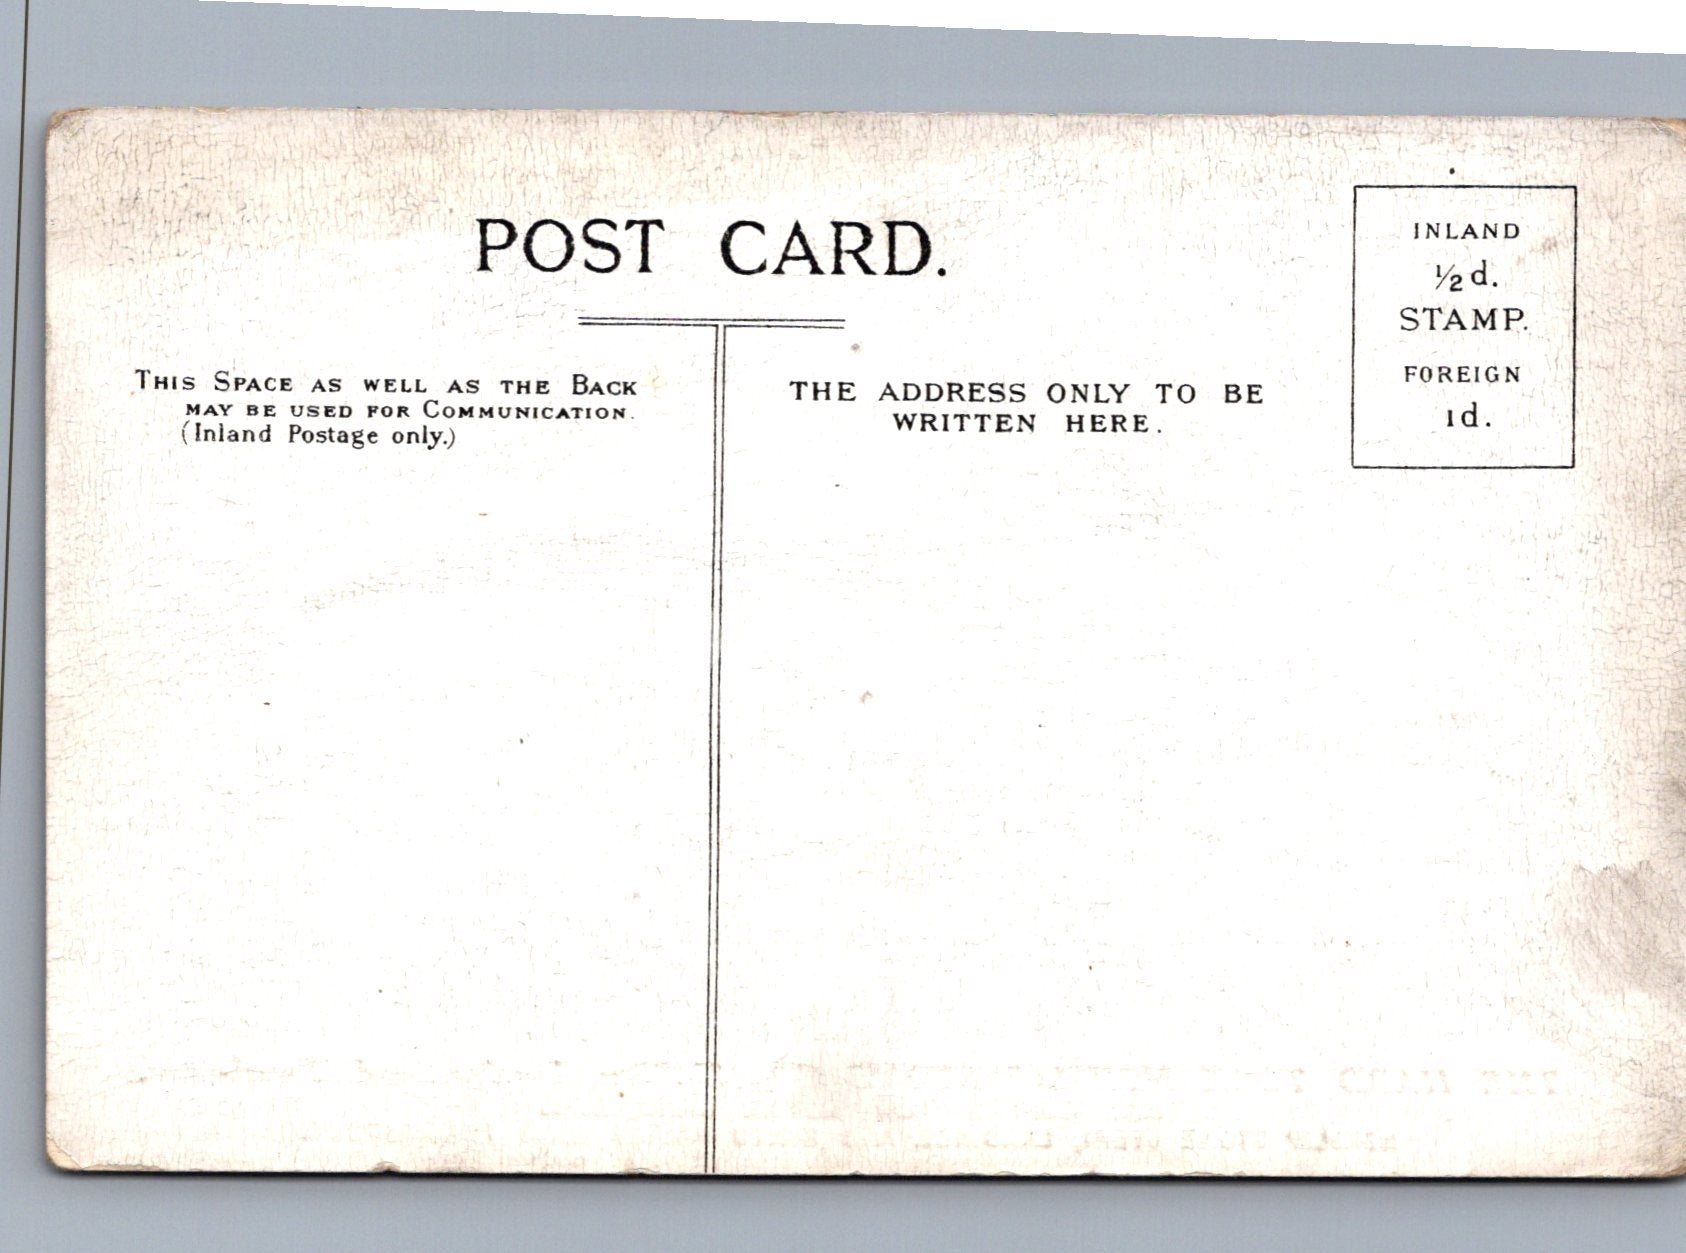 POST CARD.
INLAND
½d.
STAMP.
FOREIGN
1d.
THIS SPACE AS WELL AS THE BACK
MAY BE USED FOR COMMUNICATION.
(Inland Postage only.)
THE ADDRESS ONLY TO BE
WRITTEN HERE.